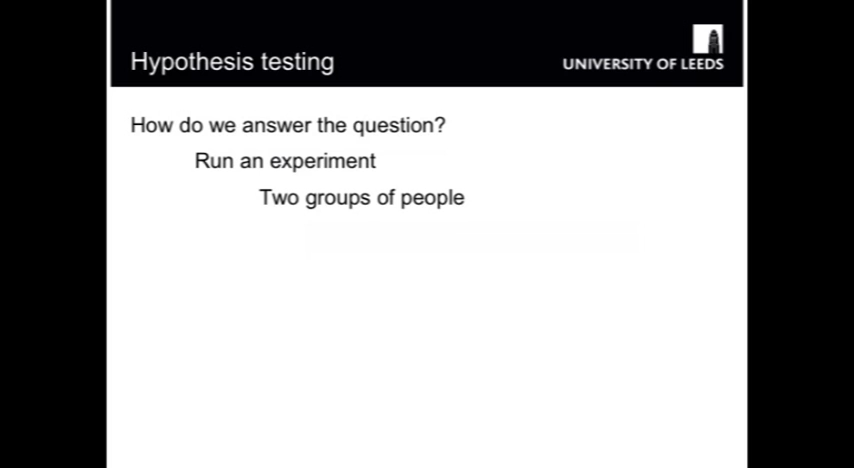 Hypothesis testing
UNIVERSITY OF LEEDS
How do we answer the question?
Run an experiment
Two groups of people